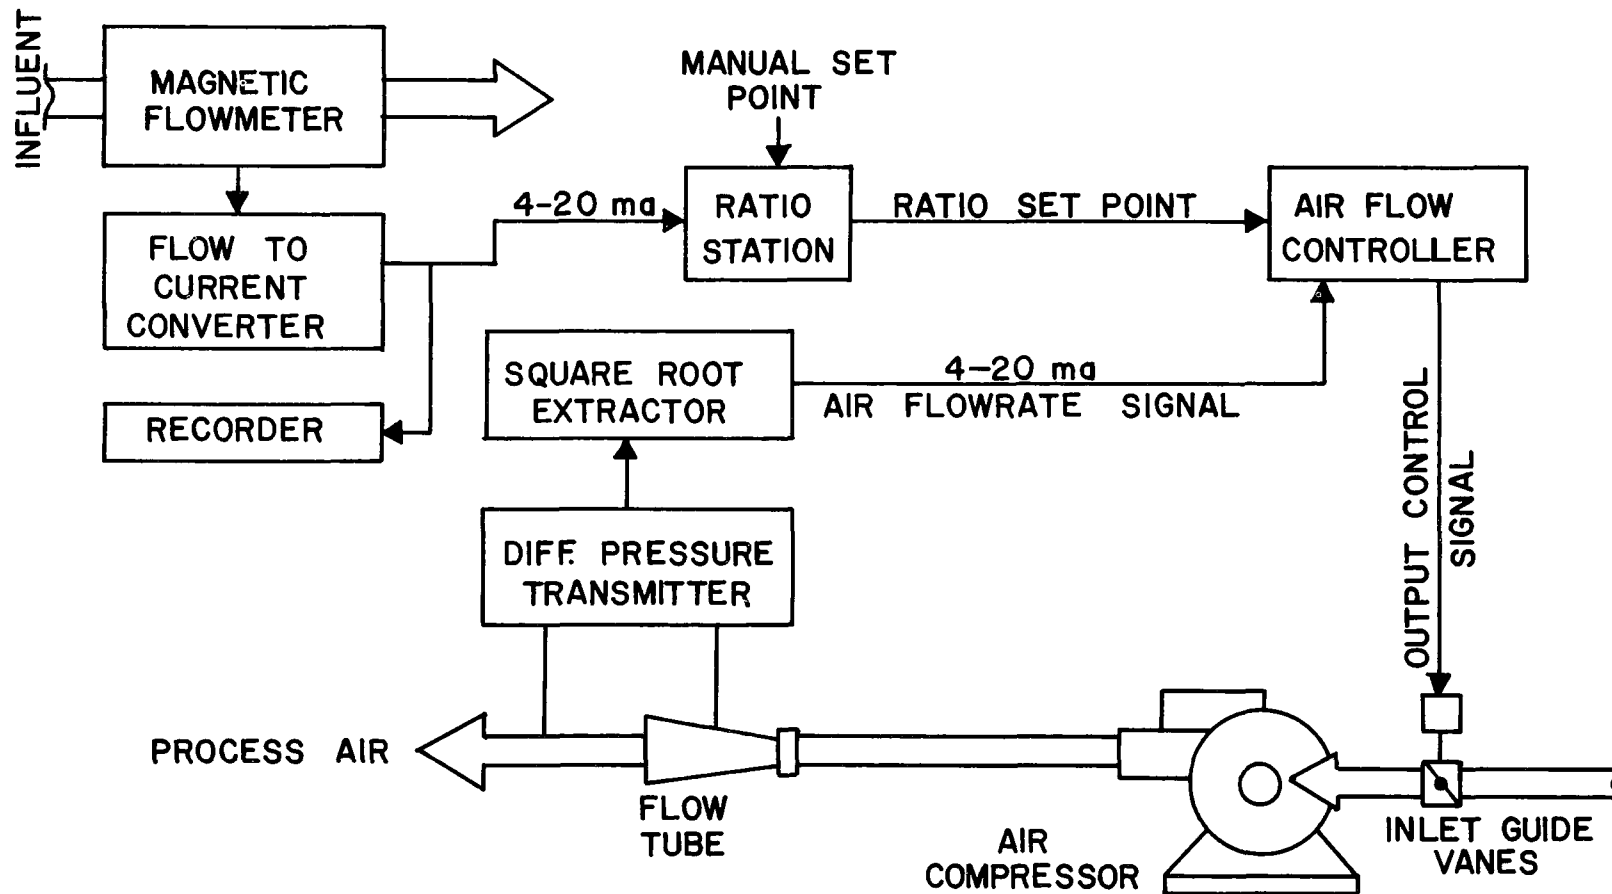 INFLUENT
MAGNETIC
FLOWMETER
MANUAL SET
POINT
FLOW TO
CURRENT
CONVERTER
4-20 ma
RATIO
STATION
RATIO SET POINT
AIR FLOW
CONTROLLER
RECORDER
SQUARE ROOT
EXTRACTOR
4-20 ma
AIR FLOWRATE SIGNAL
OUTPUT CONTROL
SIGNAL
DIFF. PRESSURE
TRANSMITTER
PROCESS AIR
FLOW
TUBE
AIR
COMPRESSOR
INLET GUIDE
VANES